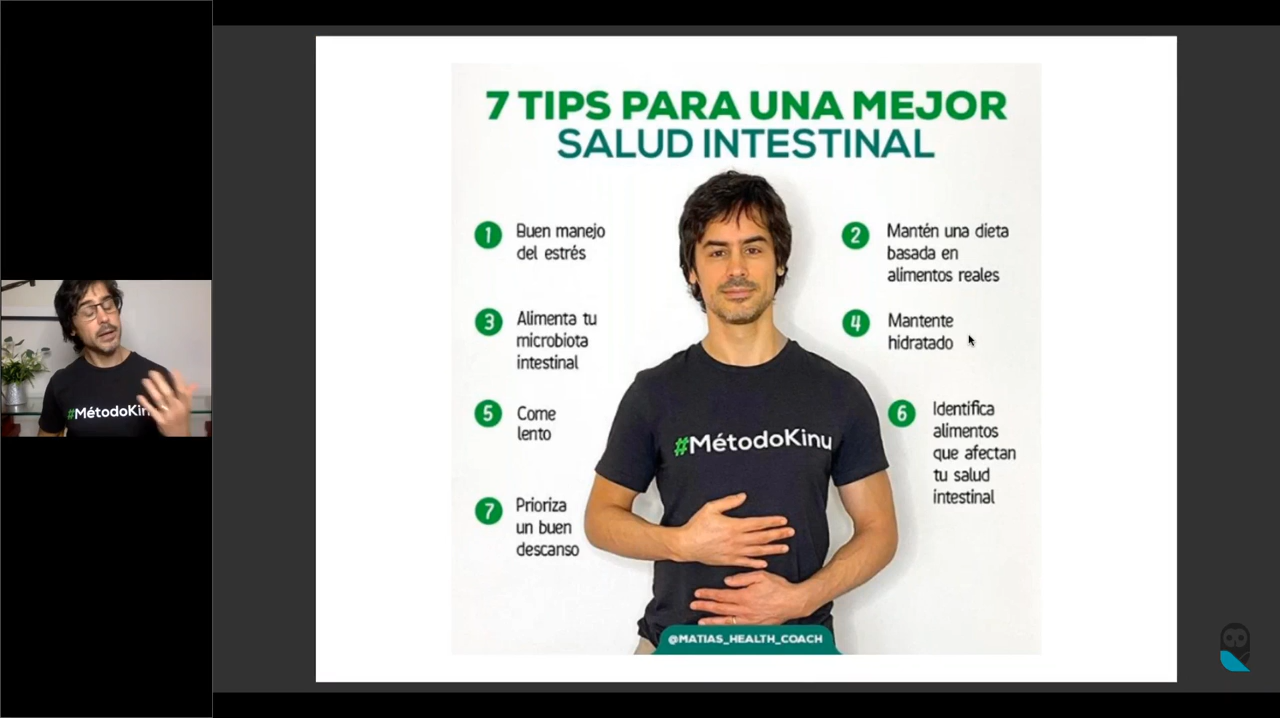 7 TIPS PARA UNA MEJOR
SALUD INTESTINAL
1 Buen manejo
del estrés
2 Mantén una dieta
basada en
alimentos reales
3 Alimenta tu
microbiota
intestinal
4 Mantente
hidratado
5 Come
lento
6 Identifica
alimentos
que afectan
tu salud
intestinal
7 Prioriza
un buen
descanso
#MétodoKinu
@MATIAS_HEALTH_COACH
#MétodoKin